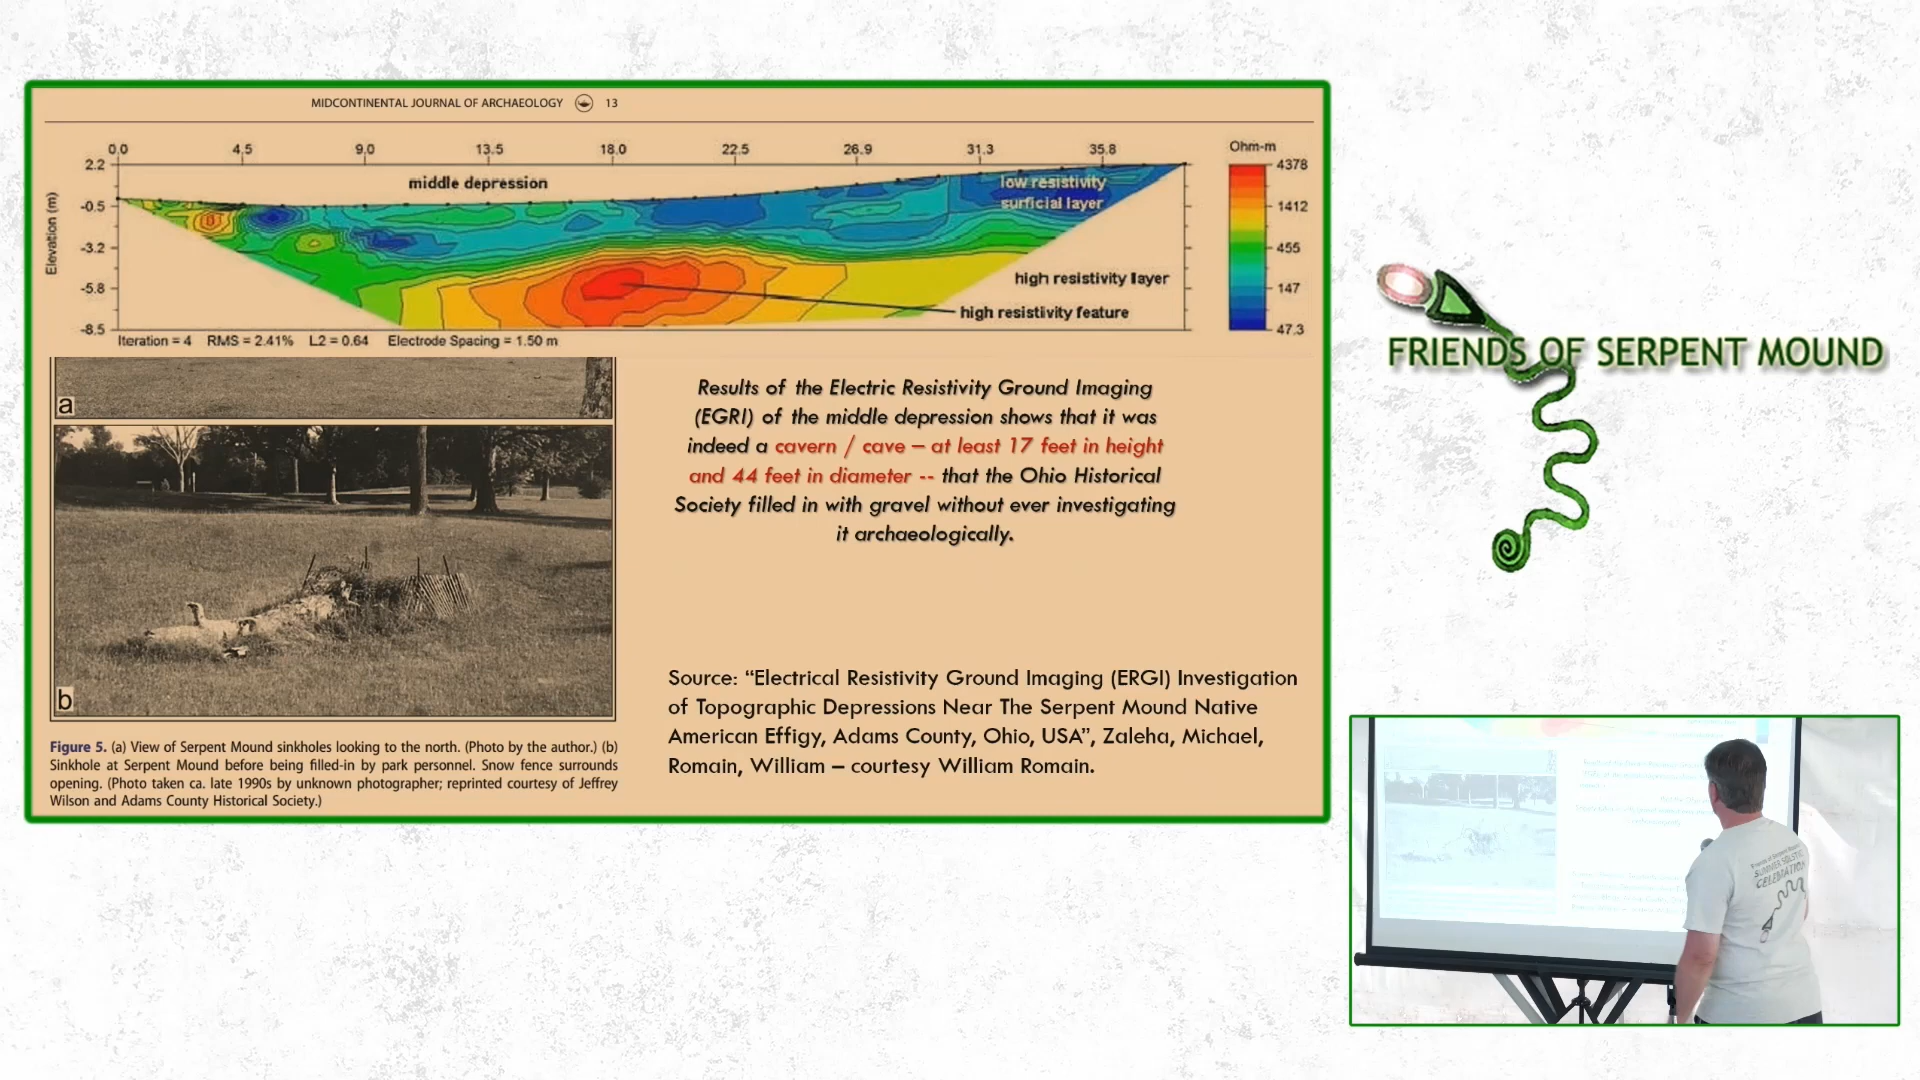 MIDCONTINENTAL JOURNAL OF ARCHAEOLOGY 13
0.0 4.5 9.0 13.5 18.0 22.5 26.9 31.3 35.8 Ohm-m
2.2 4378
middle depression
low resistivity
surficial layer
-0.5 1412
Elevation (m)
-3.2 455
high resistivity layer
-5.8 147
high resistivity feature
-8.5 47.3
Iteration = 4 RMS = 2.41% L2 = 0.64 Electrode Spacing = 1.50 m
a
b
Figure 5. (a) View of Serpent Mound sinkholes looking to the north. (Photo by the author.) (b)
Sinkhole at Serpent Mound before being filled-in by park personnel. Snow fence surrounds
opening. (Photo taken ca. late 1990s by unknown photographer; reprinted courtesy of Jeffrey
Wilson and Adams County Historical Society.)
Results of the Electric Resistivity Ground Imaging
(EGRI) of the middle depression shows that it was
indeed a cavern / cave – at least 17 feet in height
and 44 feet in diameter -- that the Ohio Historical
Society filled in with gravel without ever investigating
it archaeologically.
Source: “Electrical Resistivity Ground Imaging (ERGI) Investigation
of Topographic Depressions Near The Serpent Mound Native
American Effigy, Adams County, Ohio, USA”, Zaleha, Michael,
Romain, William – courtesy William Romain.
FRIENDS OF SERPENT MOUND
Friends of Serpent Mound
SUMMER SOLSTICE
CELEBRATION